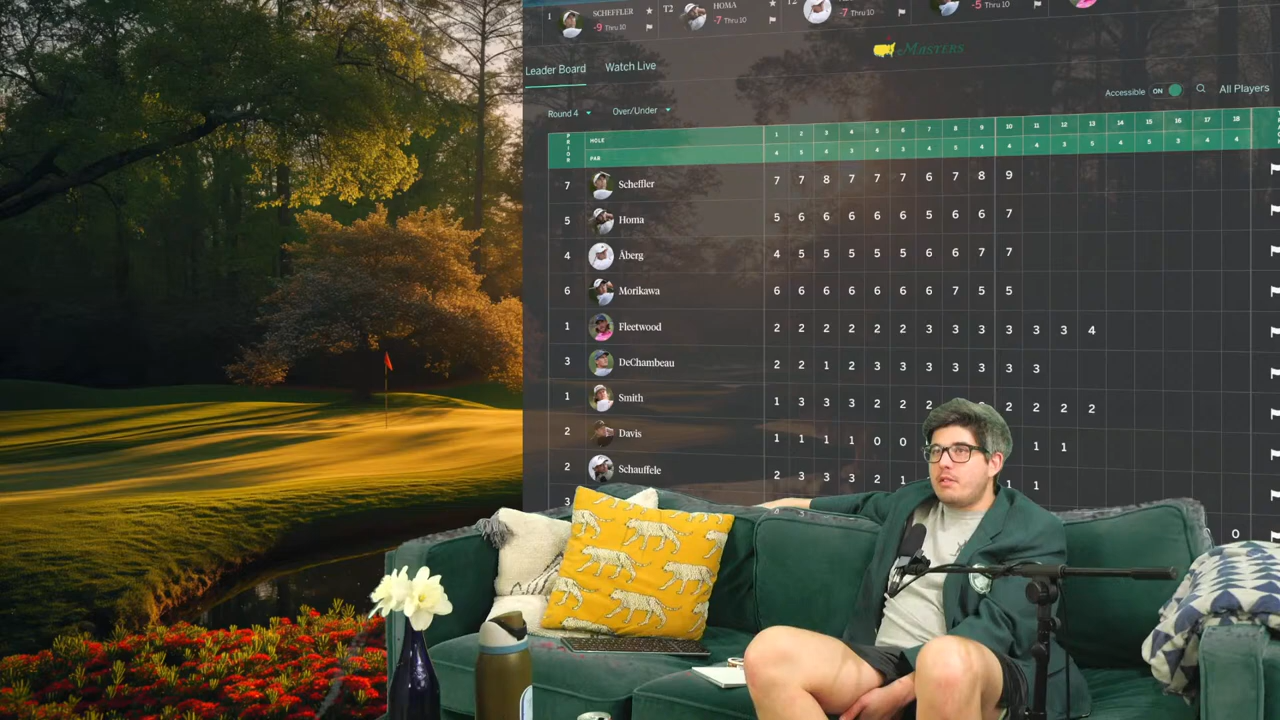 1 SCHEFFLER T2 HOMA T2
-9 Thru 10 -7 Thru 10 -7 Thru 10 -5 Thru 10
MASTERS
Leader Board Watch Live
Accessible ON All Players
Round 4 Over/Under
PRIOR HOLE 1 2 3 4 5 6 7 8 9 10 11 12 13 14 15 16 17 18
PAR 4 5 4 3 4 3 4 5 4 4 4 3 5 4 5 3 4 4
7 Scheffler 7 7 8 7 7 7 6 7 8 9
5 Homa 5 6 6 6 6 6 5 6 6 7
4 Åberg 4 5 5 5 5 5 6 6 7 7
6 Morikawa 6 6 6 6 6 6 6 7 5 5
1 Fleetwood 2 2 2 2 2 2 3 3 3 3 3 3 4
3 DeChambeau 2 2 1 2 3 3 3 3 3 3 3
1 Smith 1 3 3 3 2 2 2 2 2 2 2
2 Davis 1 1 1 1 0 0 1 1
2 Schauffele 2 3 3 3 2 1 1 1
3 0